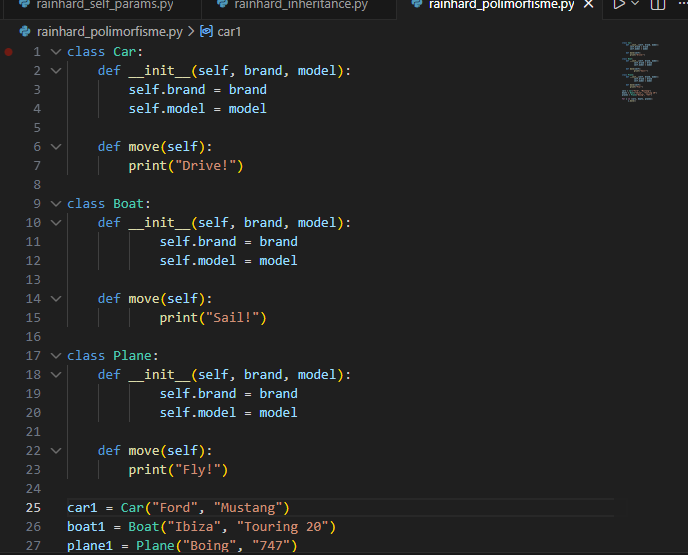 rainhard_self_params.py rainhard_inheritance.py rainhard_polimorfisme.py
rainhard_polimorfisme.py > car1
1 class Car:
2     def __init__(self, brand, model):
3         self.brand = brand
4         self.model = model
5
6     def move(self):
7         print("Drive!")
8
9 class Boat:
10     def __init__(self, brand, model):
11             self.brand = brand
12             self.model = model
13
14     def move(self):
15             print("Sail!")
16
17 class Plane:
18     def __init__(self, brand, model):
19             self.brand = brand
20             self.model = model
21
22     def move(self):
23         print("Fly!")
24
25 car1 = Car("Ford", "Mustang")
26 boat1 = Boat("Ibiza", "Touring 20")
27 plane1 = Plane("Boing", "747")